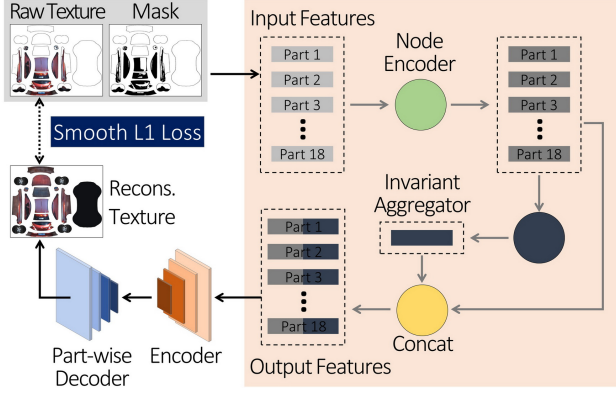 Raw Texture
Mask
Smooth L1 Loss
Recons.
Texture
Part-wise
Decoder
Encoder
Input Features
Part 1
Part 2
Part 3
Part 18
Node
Encoder
Part 1
Part 2
Part 3
Part 18
Invariant
Aggregator
Part 1
Part 2
Part 3
Part 18
Concat
Output Features